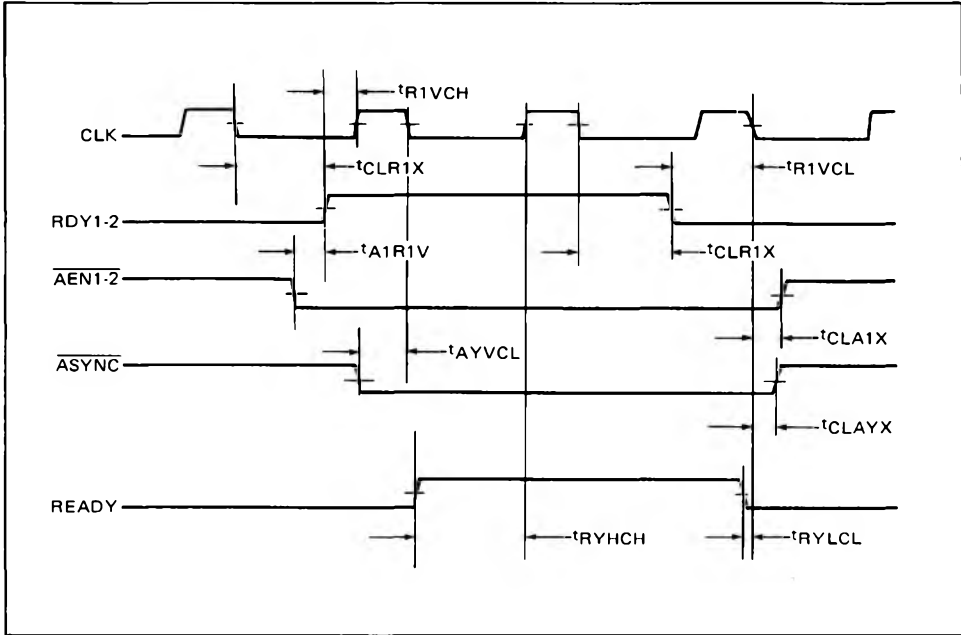 tR1VCH
CLK
tCLR1X
tR1VCL
RDY1-2
tA1R1V
tCLR1X
AEN1-2
tCLA1X
tAYVCL
ASYNC
tCLAYX
READY
tRYHCH
tRYLCL